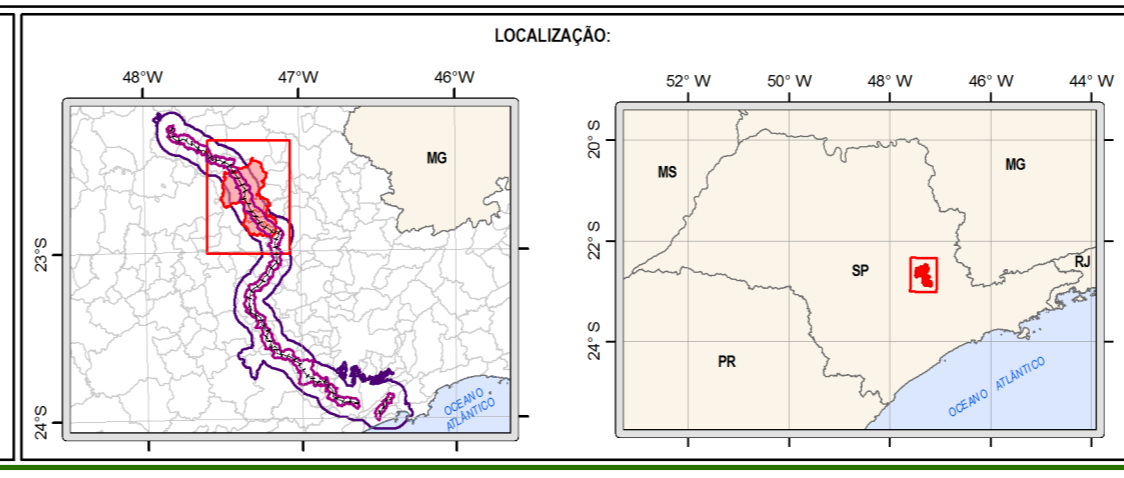 LOCALIZAÇÃO:
48°W
47°W
46°W
23°S
24°S
MG
OCEANO
ATLÂNTICO
52° W
50° W
48° W
46° W
44° W
20° S
22° S
24° S
MS
MG
SP
RJ
PR
OCEANO ATLÂNTICO